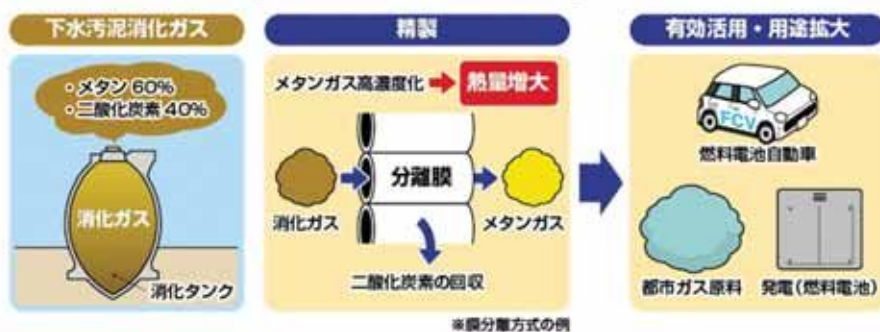 下水汚泥消化ガス
・メタン60%
・二酸化炭素40%
消化ガス
消化タンク
精製
メタンガス高濃度化
熱量増大
分離膜
消化ガス
メタンガス
二酸化炭素の回収
※膜分離方式の例
有効活用・用途拡大
FCV
燃料電池自動車
都市ガス原料
発電(燃料電池)